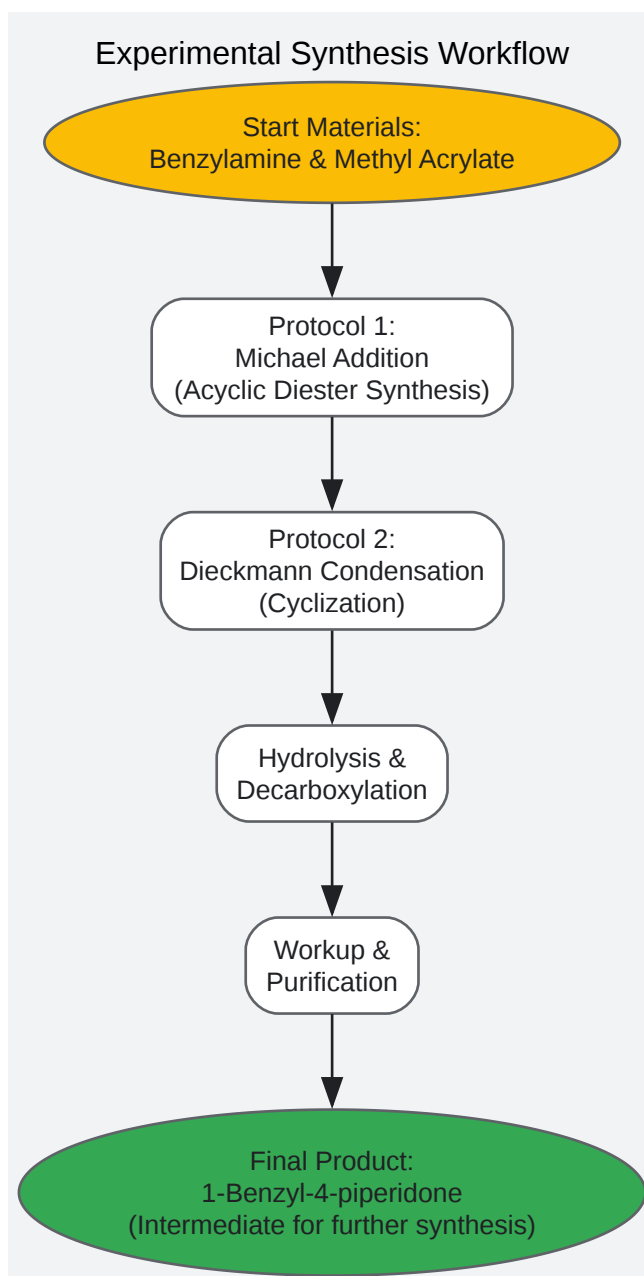 Experimental Synthesis Workflow
Start Materials:
Benzylamine & Methyl Acrylate
Protocol 1:
Michael Addition
(Acyclic Diester Synthesis)
Protocol 2:
Dieckmann Condensation
(Cyclization)
Hydrolysis &
Decarboxylation
Workup &
Purification
Final Product:
1-Benzyl-4-piperidone
(Intermediate for further synthesis)